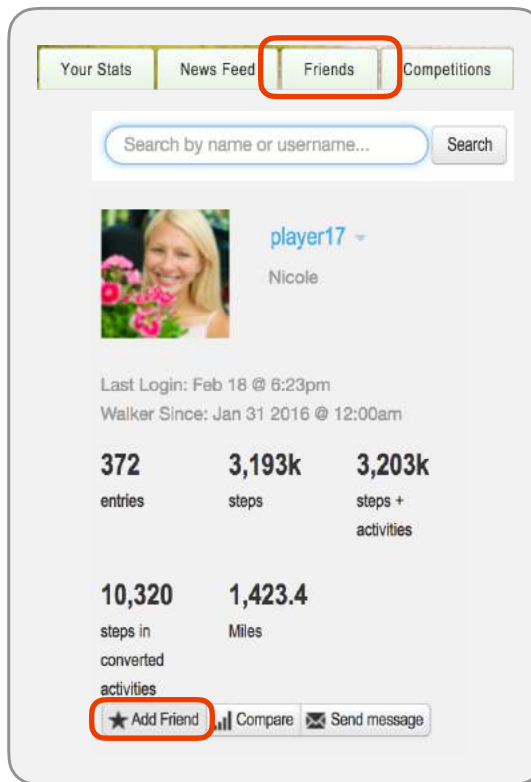 Your Stats News Feed Friends Competitions
Search by name or username... Search
player17
Nicole
Last Login: Feb 18 @ 6:23pm
Walker Since: Jan 31 2016 @ 12:00am
372 3,193k 3,203k
entries steps steps +
activities
10,320 1,423.4
steps in Miles
converted
activities
Add Friend Compare Send message